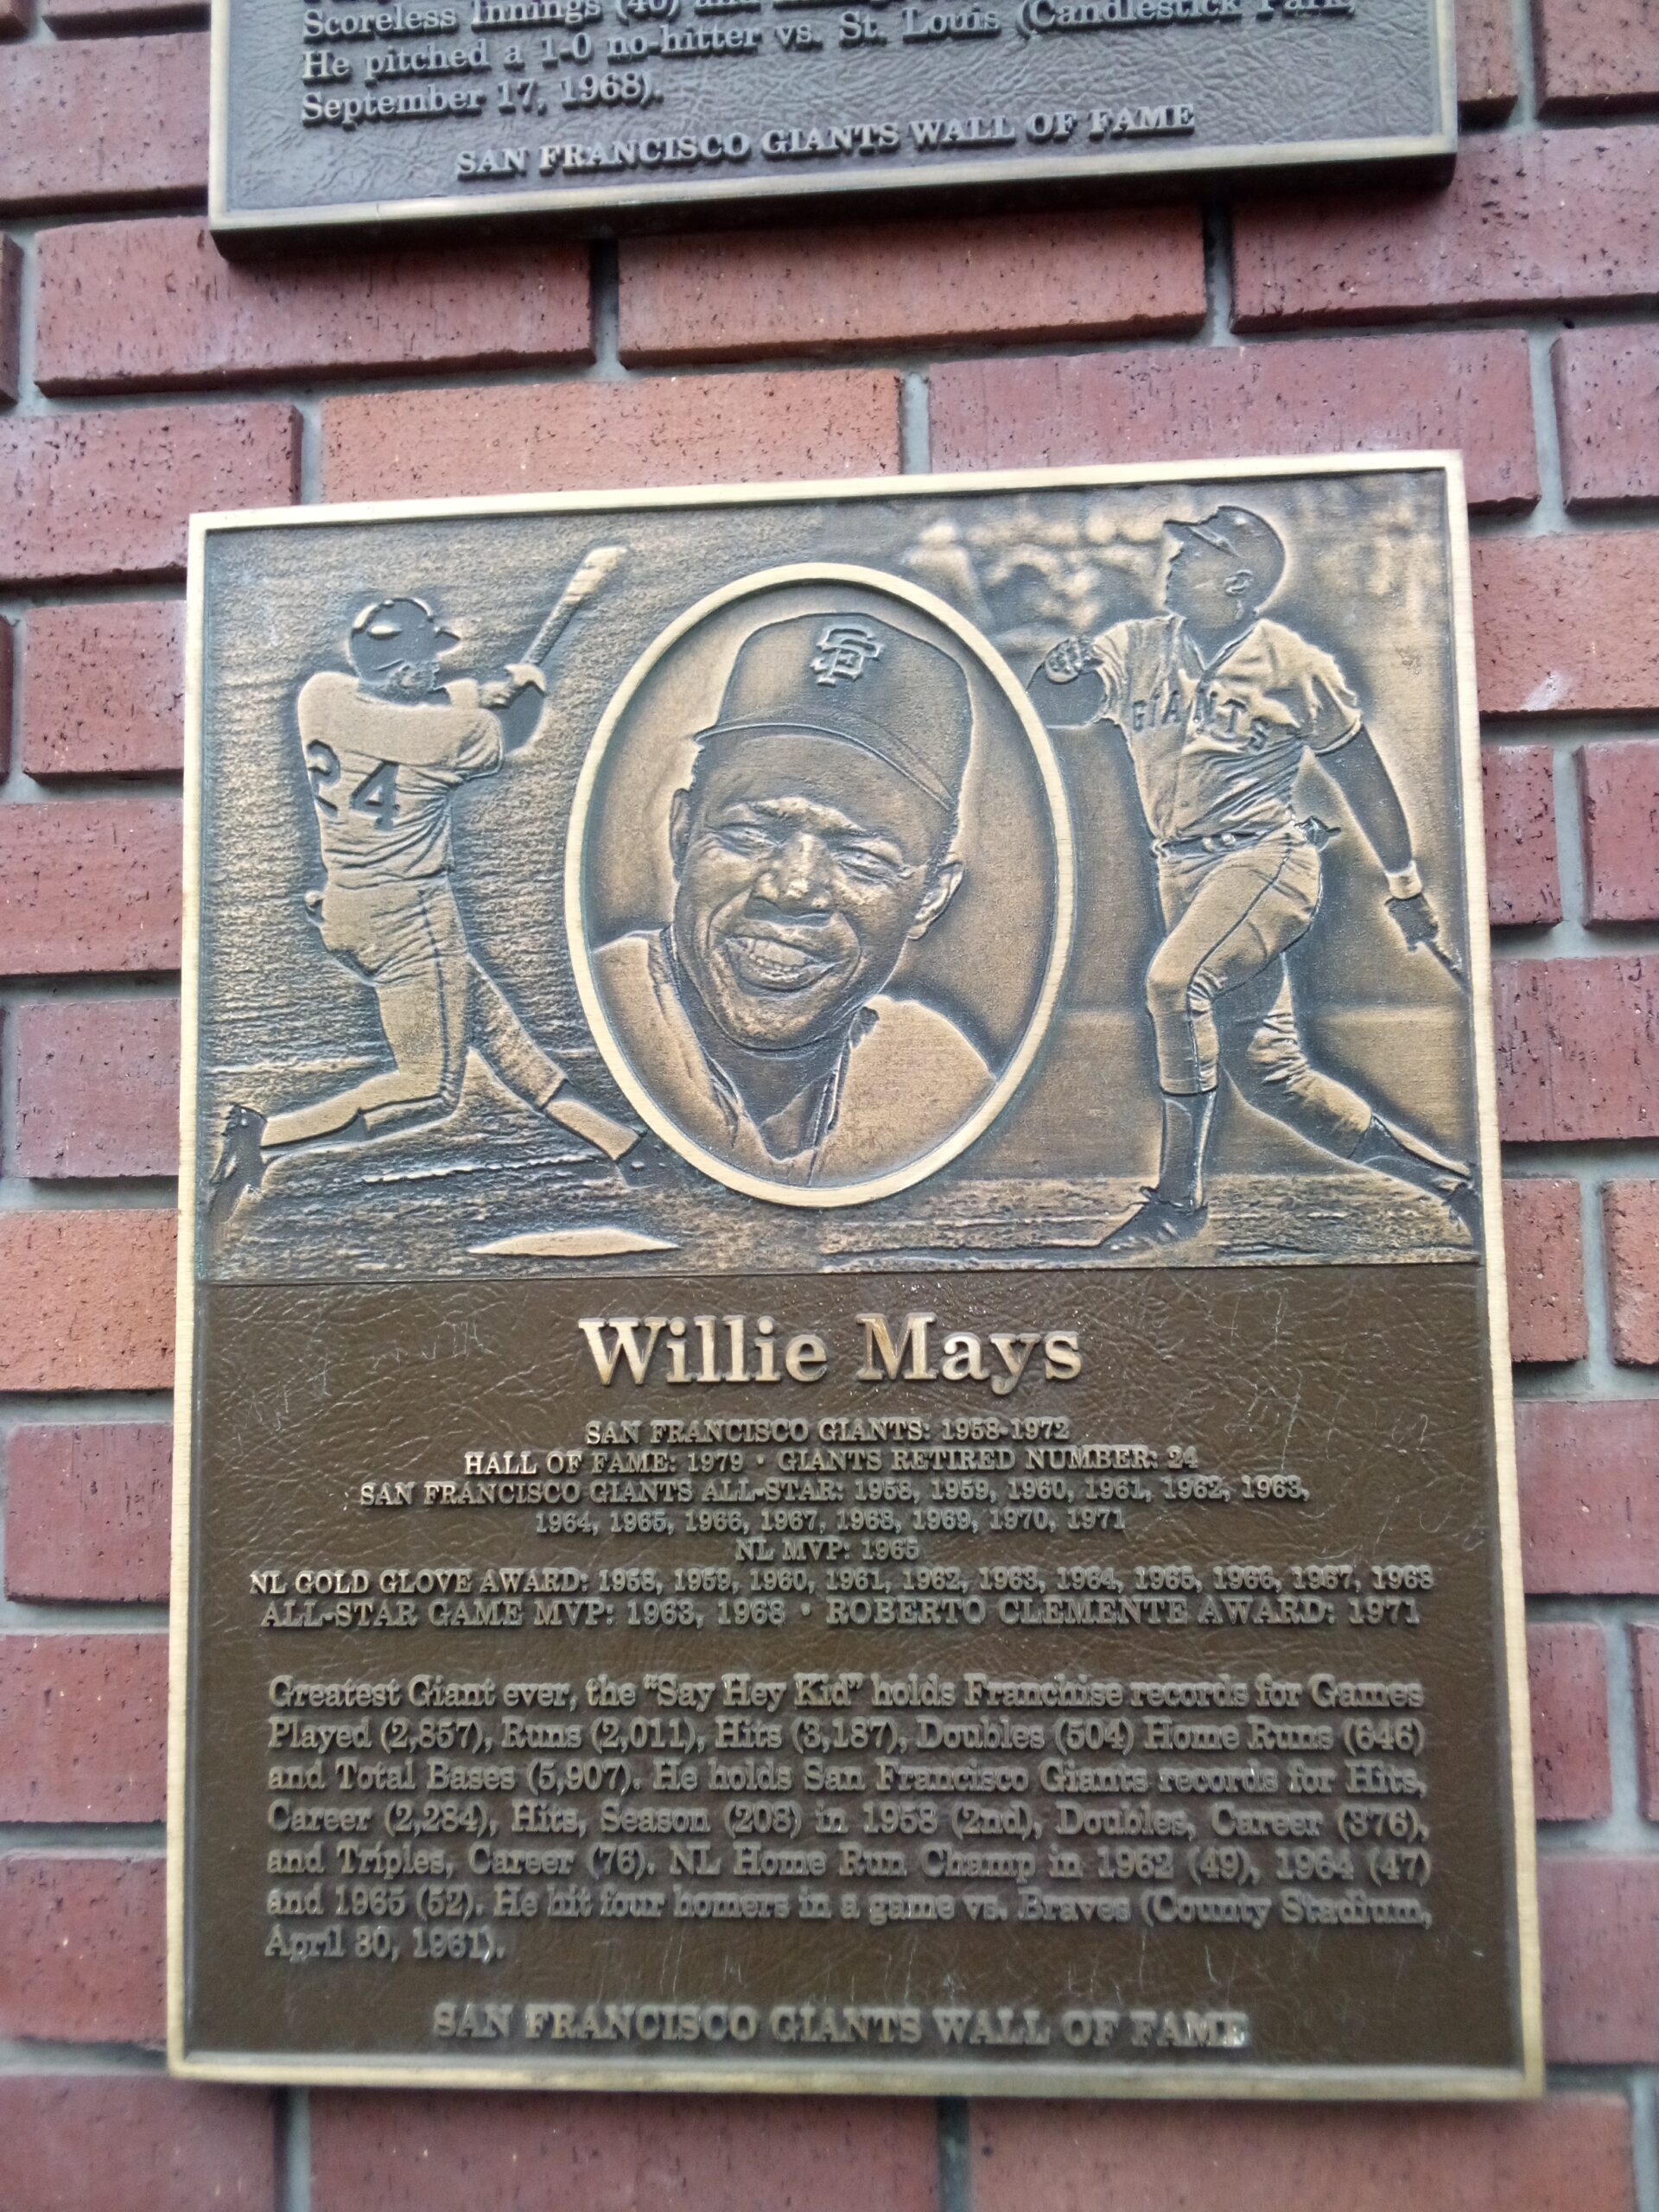 Scoreless Innings (40) and
He pitched a 1-0 no-hitter vs. St. Louis (Candlestick Park,
September 17, 1968).
SAN FRANCISCO GIANTS WALL OF FAME
SF
24
GIANTS
Willie Mays
SAN FRANCISCO GIANTS: 1958-1972
HALL OF FAME: 1979 • GIANTS RETIRED NUMBER: 24
SAN FRANCISCO GIANTS ALL-STAR: 1958, 1959, 1960, 1961, 1962, 1963,
1964, 1965, 1966, 1967, 1968, 1969, 1970, 1971
NL MVP: 1965
NL GOLD GLOVE AWARD: 1958, 1959, 1960, 1961, 1962, 1963, 1964, 1965, 1966, 1967, 1968
ALL-STAR GAME MVP: 1963, 1968 • ROBERTO CLEMENTE AWARD: 1971
Greatest Giant ever, the "Say Hey Kid" holds Franchise records for Games
Played (2,857), Runs (2,011), Hits (3,187), Doubles (504) Home Runs (646)
and Total Bases (5,907). He holds San Francisco Giants records for Hits,
Career (2,284), Hits, Season (208) in 1958 (2nd), Doubles, Career (376),
and Triples, Career (76). NL Home Run Champ in 1962 (49), 1964 (47)
and 1965 (52). He hit four homers in a game vs. Braves (County Stadium,
April 30, 1961).
SAN FRANCISCO GIANTS WALL OF FAME